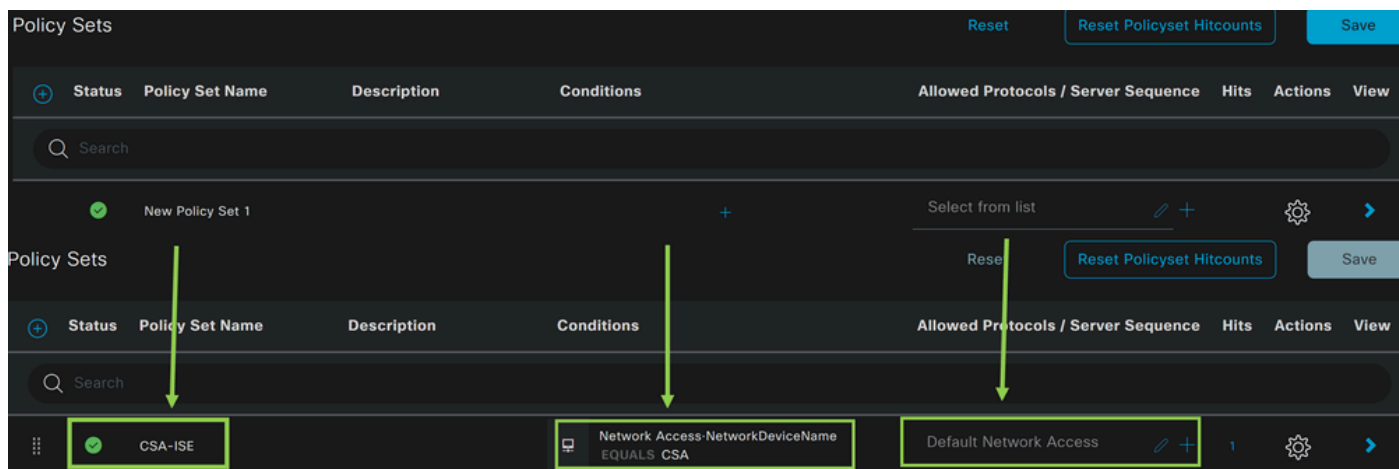 Policy Sets Reset Reset Policyset Hitcounts Save
Status Policy Set Name Description Conditions Allowed Protocols / Server Sequence Hits Actions View
Search
New Policy Set 1 + Select from list +
Policy Sets Reset Reset Policyset Hitcounts Save
Status Policy Set Name Description Conditions Allowed Protocols / Server Sequence Hits Actions View
Search
CSA-ISE Network Access·NetworkDeviceName Default Network Access + 1
EQUALS CSA